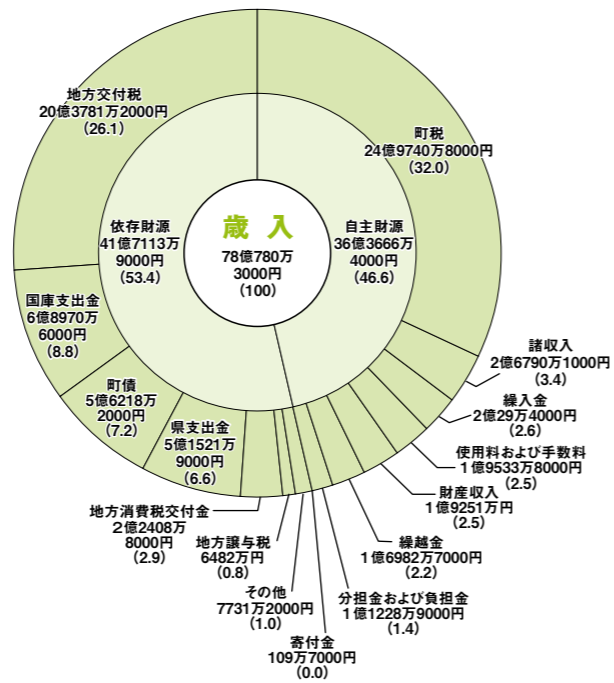 歳入
78億780万
3000円
(100)
自主財源
36億3666万
4000円
(46.6)
依存財源
41億7113万
9000円
(53.4)
町税
24億9740万8000円
(32.0)
諸収入
2億6790万1000円
(3.4)
繰入金
2億29万4000円
(2.6)
使用料および手数料
1億9533万8000円
(2.5)
財産収入
1億9251万円
(2.5)
繰越金
1億6982万7000円
(2.2)
分担金および負担金
1億1228万9000円
(1.4)
寄付金
109万7000円
(0.0)
その他
7731万2000円
(1.0)
地方譲与税
6482万円
(0.8)
地方消費税交付金
2億2408万
8000円
(2.9)
県支出金
5億1521万
9000円
(6.6)
町債
5億6218万
2000円
(7.2)
国庫支出金
6億8970万
6000円
(8.8)
地方交付税
20億3781万2000円
(26.1)